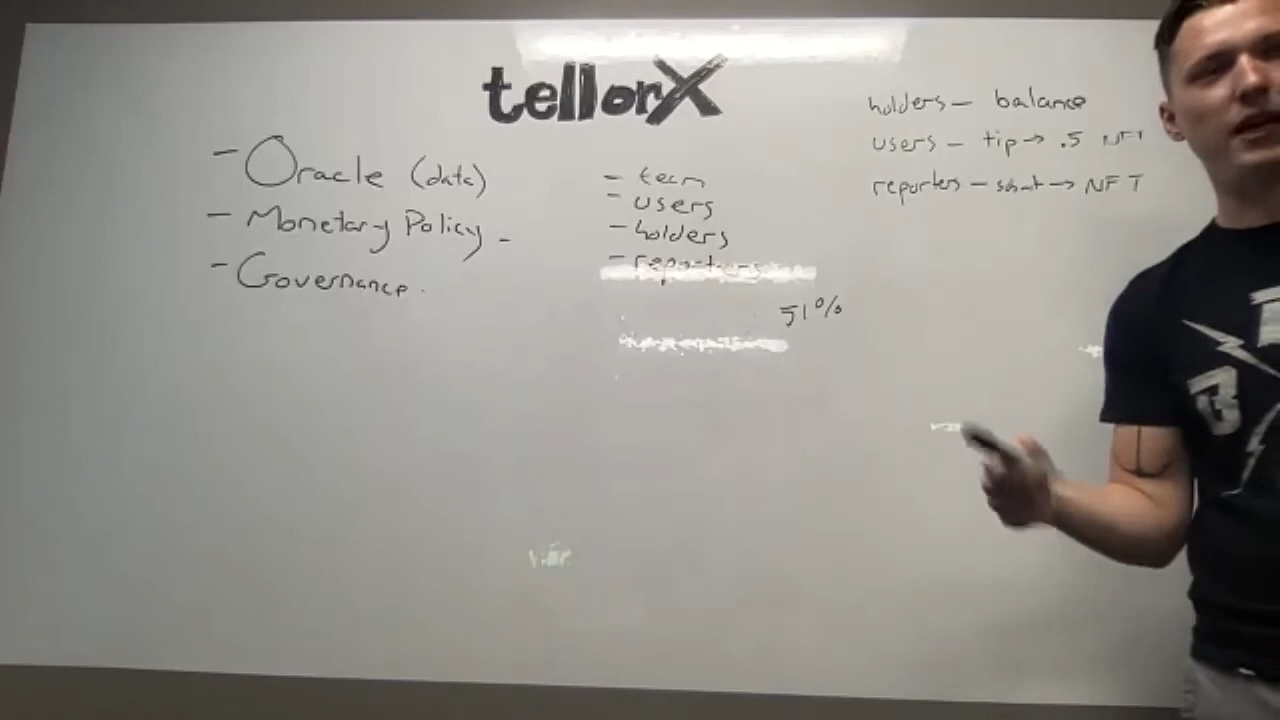 tellorX
- Oracle (data)
- Monetary Policy -
- Governance.
- team
- users
- holders
- reporters
51%
holders - balance
users - tip → .5 NFT
reporters - submit → NFT